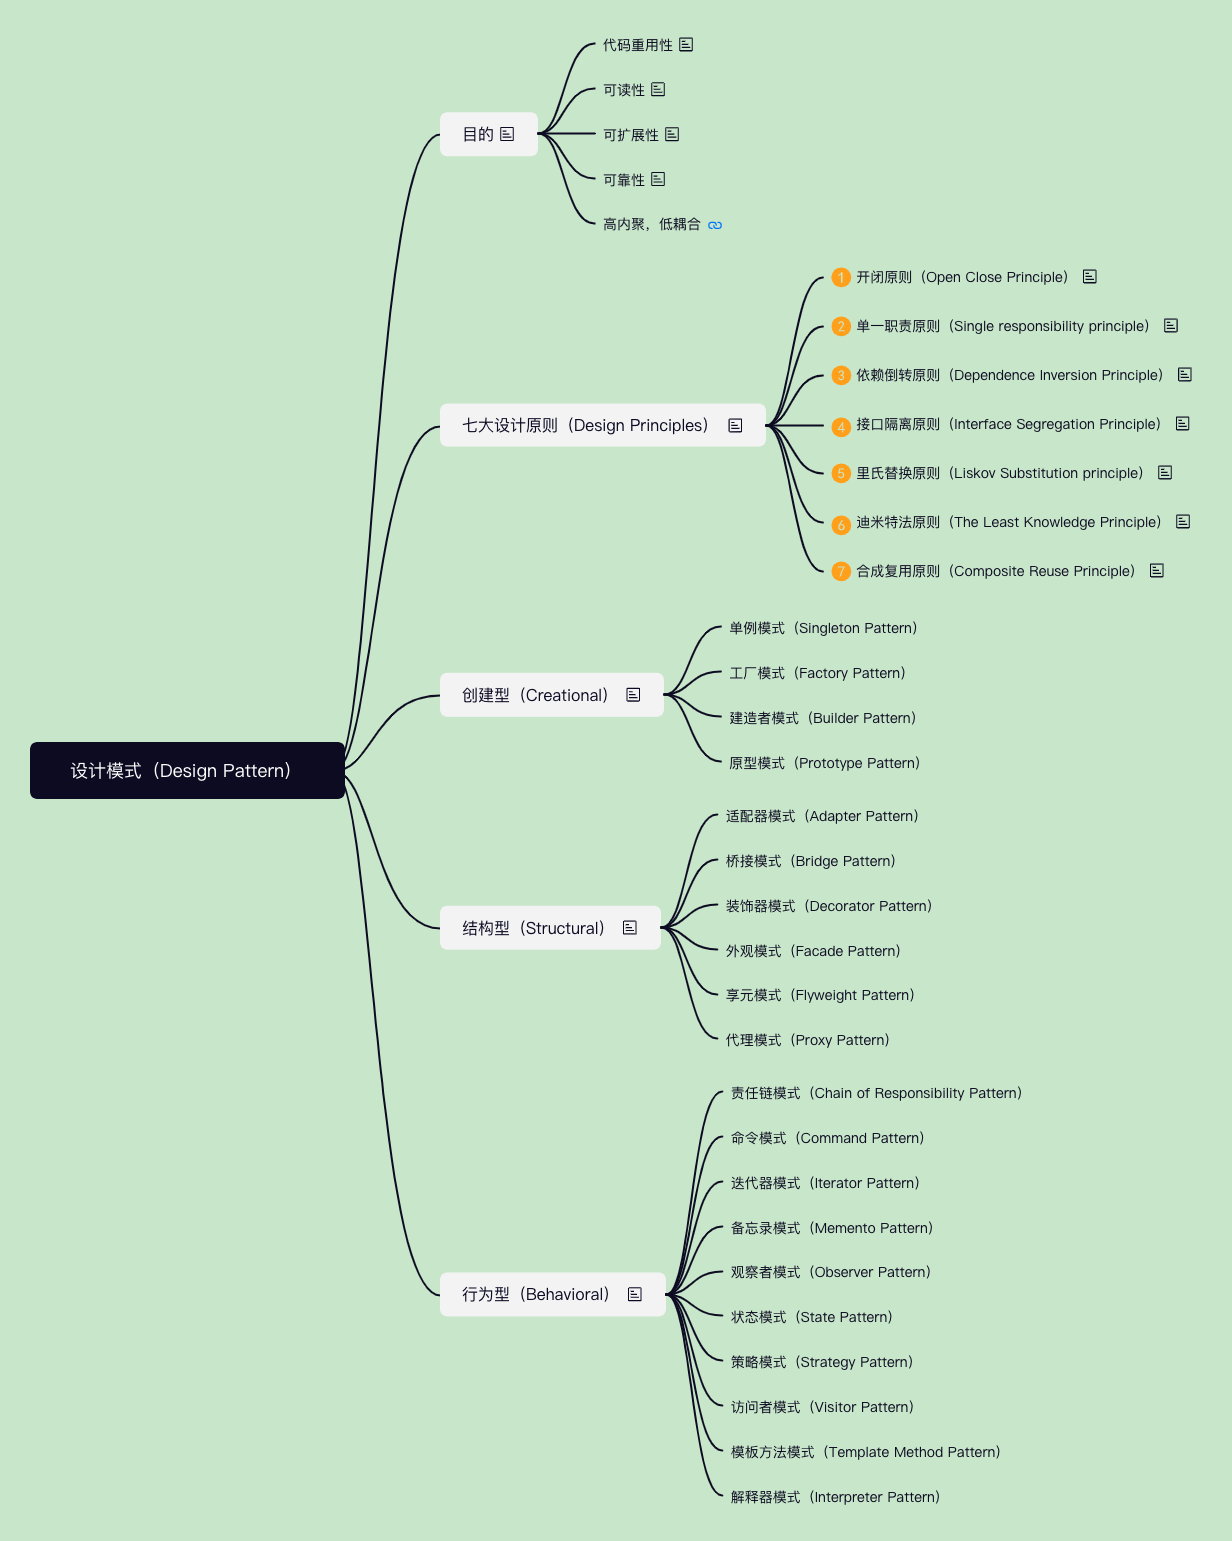 设计模式（Design Pattern）
目的
代码重用性
可读性
可扩展性
可靠性
高内聚，低耦合
七大设计原则（Design Principles）
1 开闭原则（Open Close Principle）
2 单一职责原则（Single responsibility principle）
3 依赖倒转原则（Dependence Inversion Principle）
4 接口隔离原则（Interface Segregation Principle）
5 里氏替换原则（Liskov Substitution principle）
6 迪米特法原则（The Least Knowledge Principle）
7 合成复用原则（Composite Reuse Principle）
创建型（Creational）
单例模式（Singleton Pattern）
工厂模式（Factory Pattern）
建造者模式（Builder Pattern）
原型模式（Prototype Pattern）
结构型（Structural）
适配器模式（Adapter Pattern）
桥接模式（Bridge Pattern）
装饰器模式（Decorator Pattern）
外观模式（Facade Pattern）
享元模式（Flyweight Pattern）
代理模式（Proxy Pattern）
行为型（Behavioral）
责任链模式（Chain of Responsibility Pattern）
命令模式（Command Pattern）
迭代器模式（Iterator Pattern）
备忘录模式（Memento Pattern）
观察者模式（Observer Pattern）
状态模式（State Pattern）
策略模式（Strategy Pattern）
访问者模式（Visitor Pattern）
模板方法模式（Template Method Pattern）
解释器模式（Interpreter Pattern）